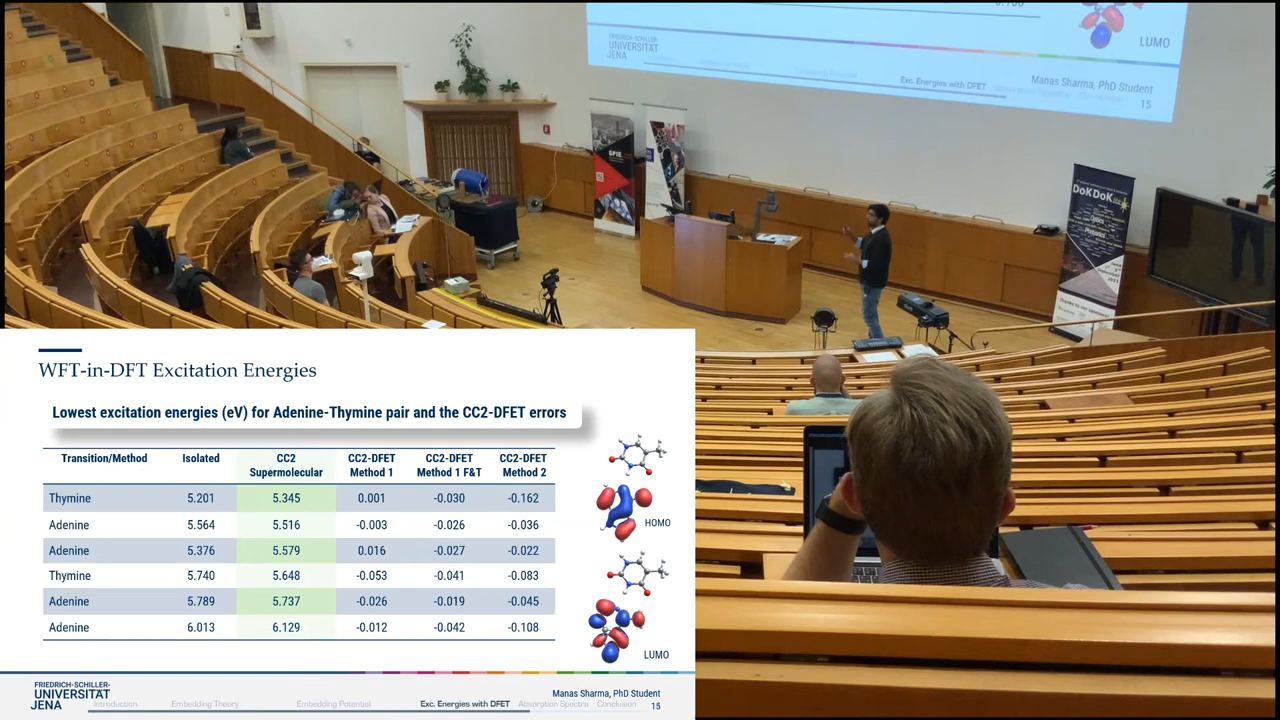 LUMO
FRIEDRICH-SCHILLER-
UNIVERSITÄT
JENA
Exc. Energies with DFET
Manas Sharma, PhD Student
15
SPIE
DoKDoK
Optics
Photonics
WFT-in-DFT Excitation Energies
Lowest excitation energies (eV) for Adenine-Thymine pair and the CC2-DFET errors
Transition/Method Isolated CC2 Supermolecular CC2-DFET Method 1 CC2-DFET Method 1 F&T CC2-DFET Method 2
Thymine 5.201 5.345 0.001 -0.030 -0.162
Adenine 5.564 5.516 -0.003 -0.026 -0.036
Adenine 5.376 5.579 0.016 -0.027 -0.022
Thymine 5.740 5.648 -0.053 -0.041 -0.083
Adenine 5.789 5.737 -0.026 -0.019 -0.045
Adenine 6.013 6.129 -0.012 -0.042 -0.108
HOMO
LUMO
FRIEDRICH-SCHILLER-
UNIVERSITÄT
JENA
Manas Sharma, PhD Student
Introduction Embedding Theory Embedding Potential Exc. Energies with DFET Absorption Spectra Conclusion 15